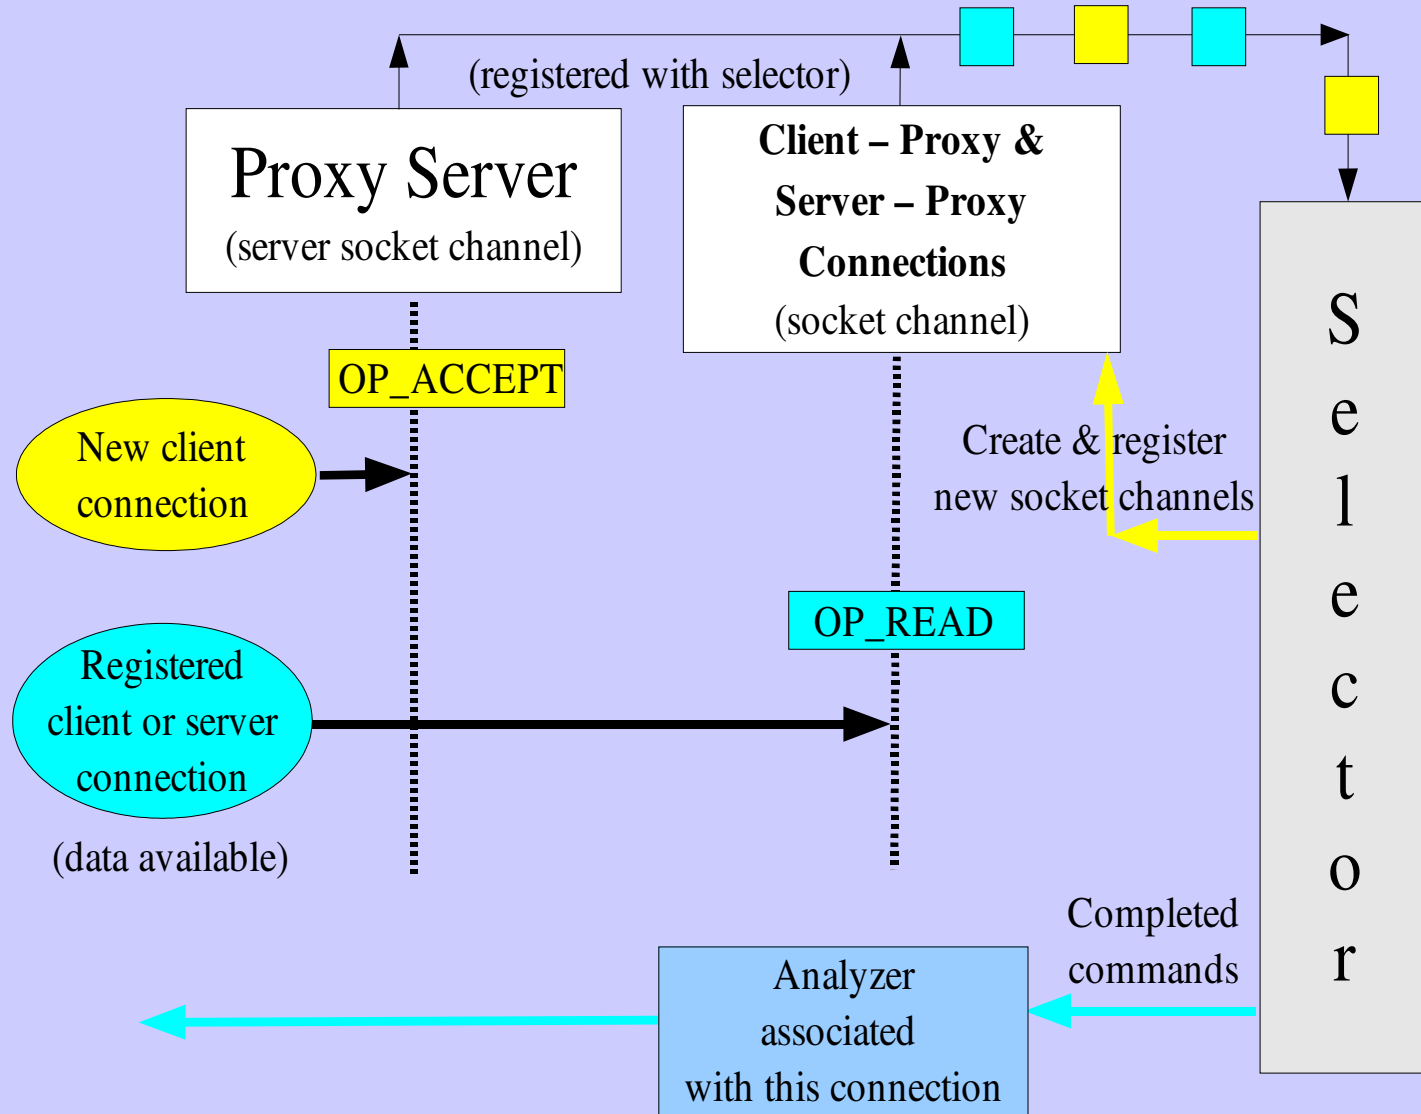 (registered with selector)
Proxy Server
(server socket channel)
Client – Proxy &
Server – Proxy
Connections
(socket channel)
OP_ACCEPT
New client
connection
Create & register
new socket channels
OP_READ
Registered
client or server
connection
(data available)
Selector
Completed
commands
Analyzer
associated
with this connection